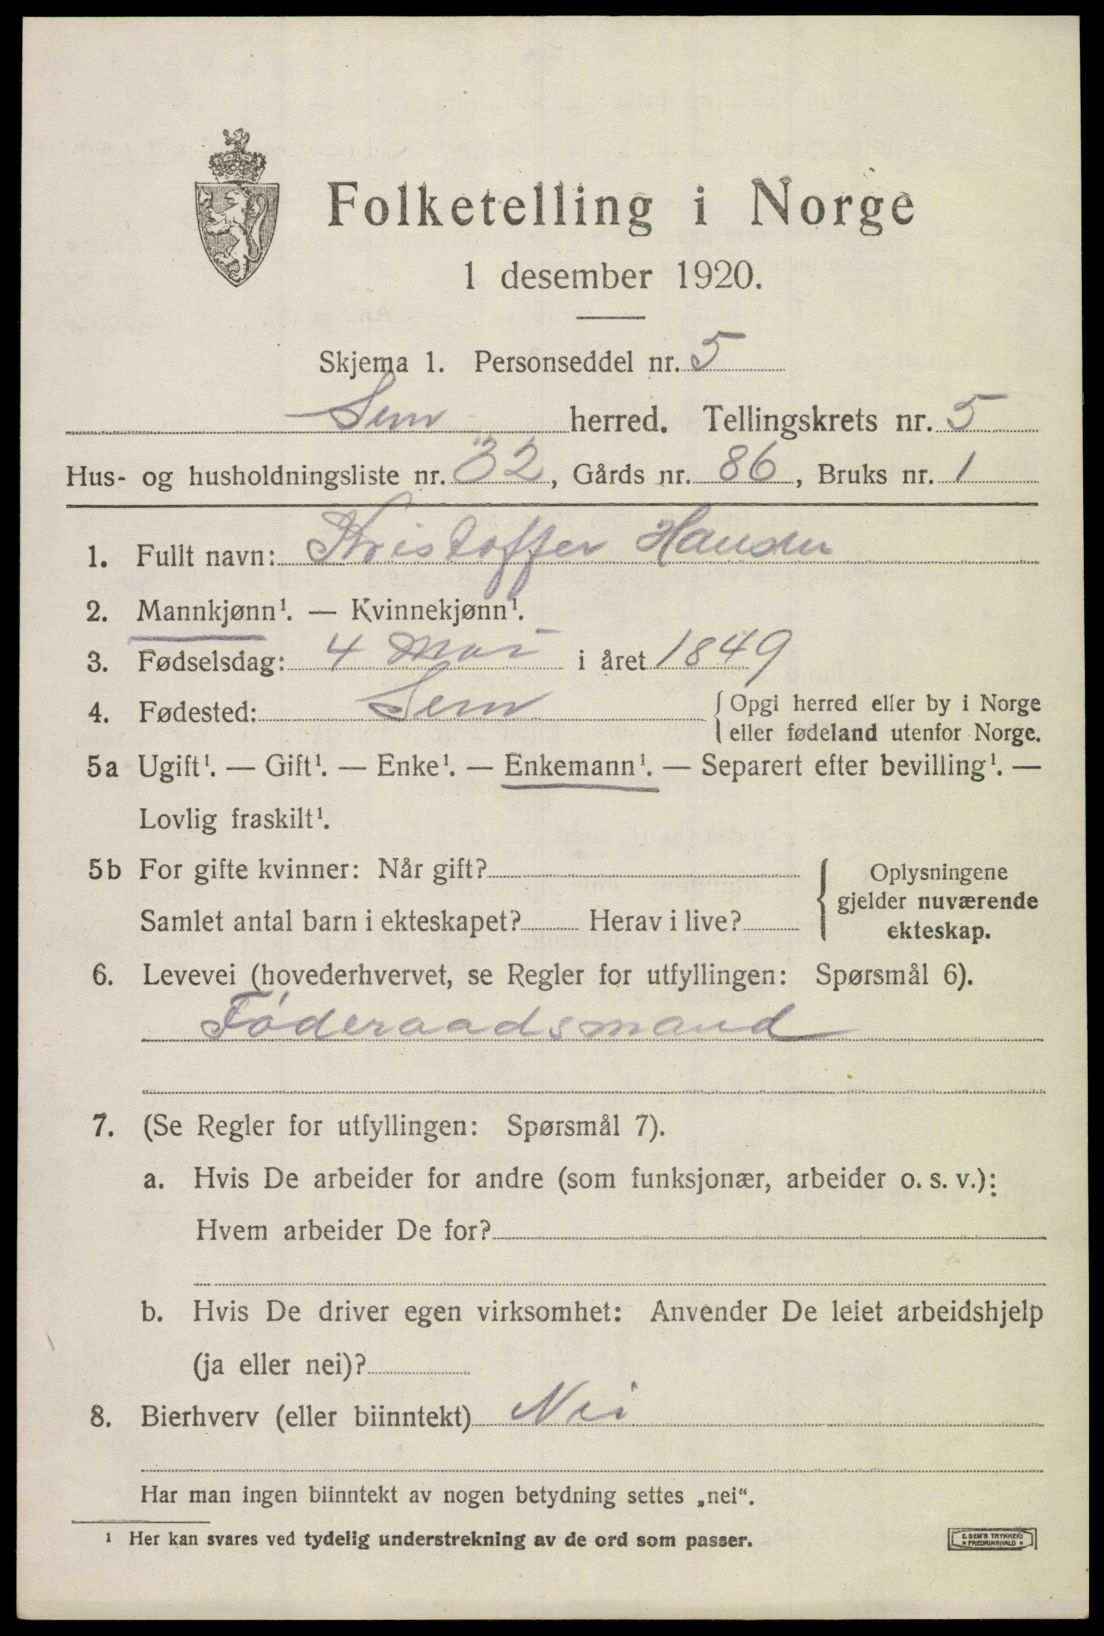 Folketelling i Norge
1 desember 1920.
Skjema 1. Personseddel nr. 5
Sem herred. Tellingskrets nr. 5
Hus- og husholdningsliste nr. 32, Gårds nr. 86, Bruks nr. 1
1. Fullt navn: Kristoffer Hansen
2. Mannkjønn¹. — Kvinnekjønn¹.
3. Fødselsdag: 4 Mai i året 1849
4. Fødested: Sem { Opgi herred eller by i Norge
eller fødeland utenfor Norge.
5a Ugift¹. — Gift¹. — Enke¹. — Enkemann¹. — Separert efter bevilling¹. —
Lovlig fraskilt¹.
5b For gifte kvinner: Når gift?
Samlet antal barn i ekteskapet? Herav i live?
{ Oplysningene
gjelder nuværende
ekteskap.
6. Levevei (hovederhvervet, se Regler for utfyllingen: Spørsmål 6).
Føderaadsmand
7. (Se Regler for utfyllingen: Spørsmål 7).
a. Hvis De arbeider for andre (som funksjonær, arbeider o. s. v.):
Hvem arbeider De for?
b. Hvis De driver egen virksomhet: Anvender De leiet arbeidshjelp
(ja eller nei)?
8. Bierhverv (eller biinntekt) Nei
Har man ingen biinntekt av nogen betydning settes „nei“.
¹ Her kan svares ved tydelig understrekning av de ord som passer.
E. SEM'S TRYKKERI
FREDRIKSHALD